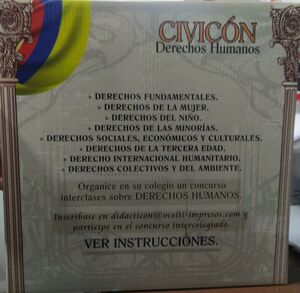 CIVICÓN
Derechos Humanos
» DERECHOS FUNDAMENTALES.
» DERECHOS DE LA MUJER.
» DERECHOS DEL NIÑO.
» DERECHOS DE LAS MINORÍAS.
» DERECHOS SOCIALES, ECONÓMICOS Y CULTURALES.
» DERECHOS DE LA TERCERA EDAD.
» DERECHO INTERNACIONAL HUMANITARIO.
» DERECHOS COLECTIVOS Y DEL AMBIENTE.
Organice en su colegio un concurso
interclases sobre DERECHOS HUMANOS.
Inscríbase en didacticon@multi-impresos.com y
participe en el concurso intercolegiado.
VER INSTRUCCIÓNES.